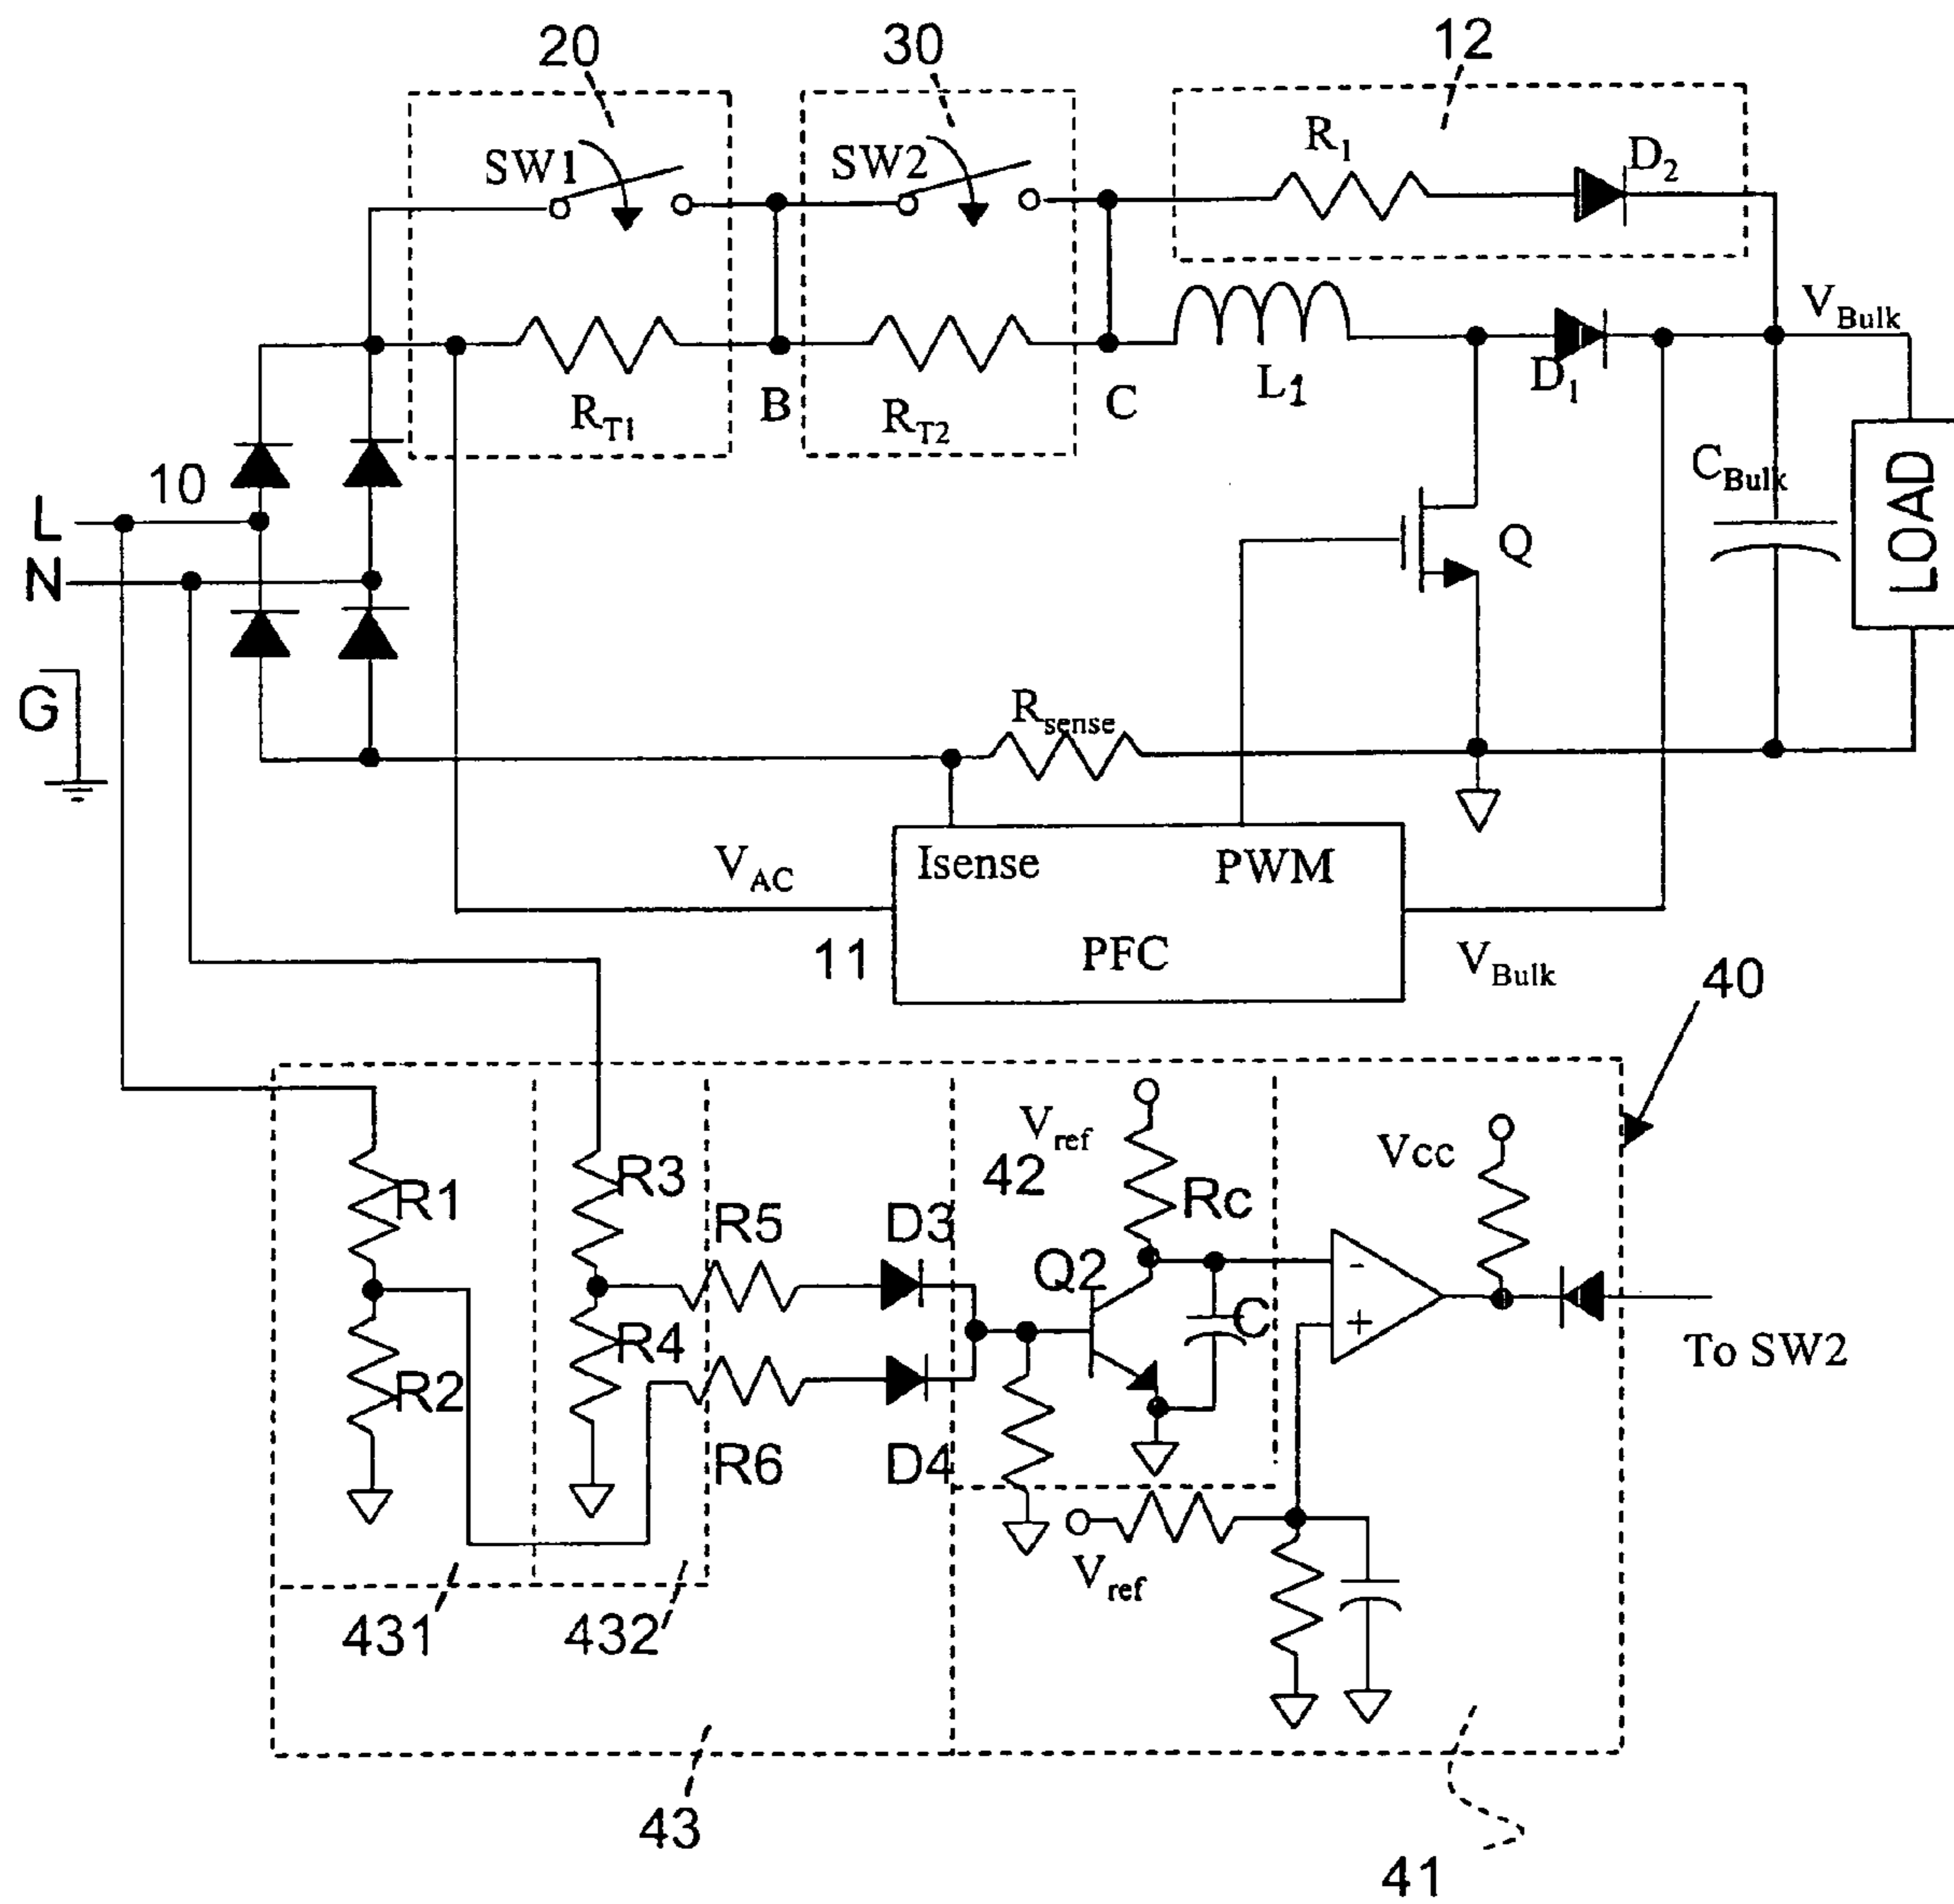 20
30
12
SW1
SW2
R1
D2
VBulk
RT1
B
RT2
C
L1
D1
CBulk
LOAD
10
L
N
Q
G
Rsense
VAC
Isense
PWM
11
PFC
VBulk
40
Vref
Vcc
42
R1
R3
Rc
R5
D3
Q2
-
C
R2
R4
+
To SW2
R6
D4
Vref
431
432
43
41